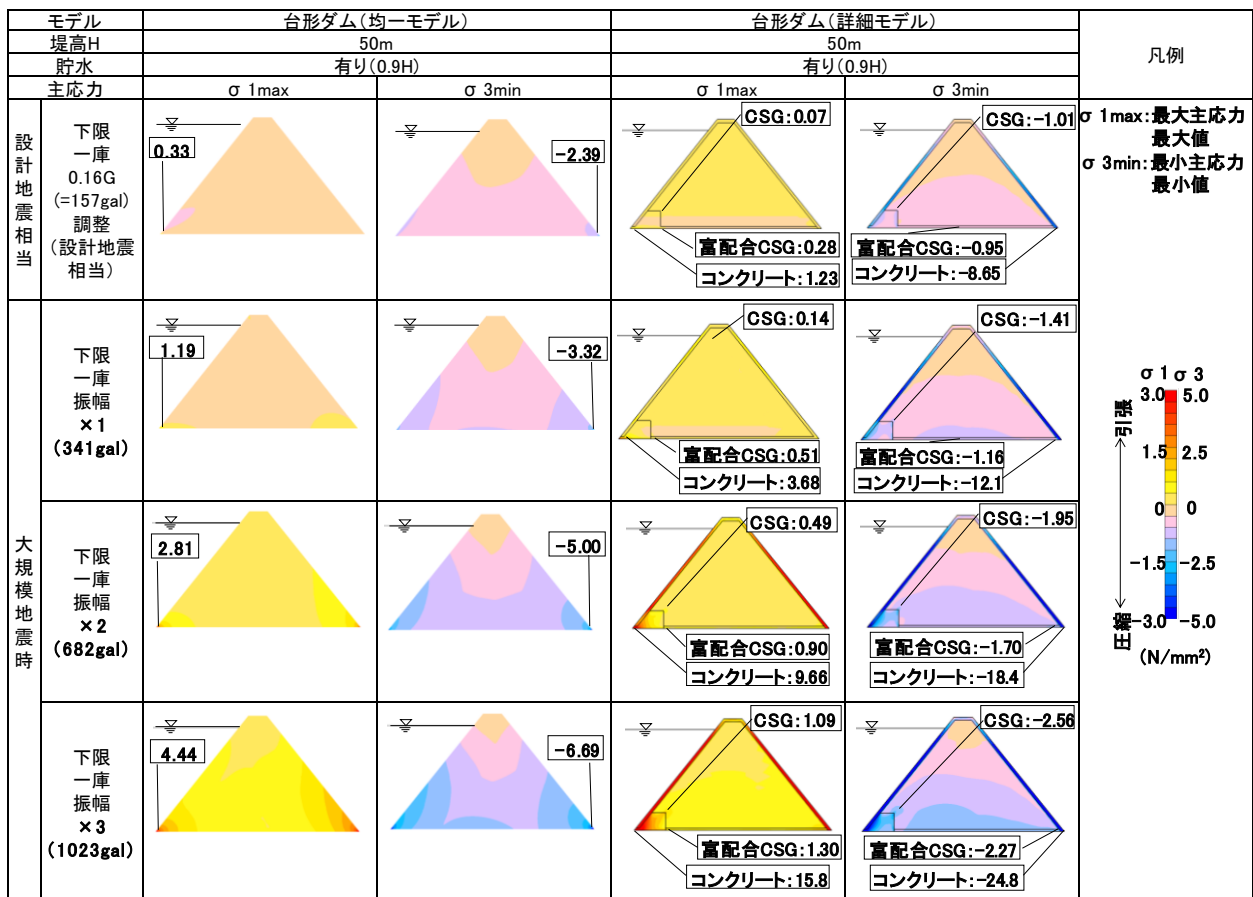 モデル
台形ダム(均一モデル)
台形ダム(詳細モデル)
凡例
堤高H
50m
50m
貯水
有り(0.9H)
有り(0.9H)
主応力
σ 1max
σ 3min
σ 1max
σ 3min
設計地震相当
下限
一庫
0.16G
(=157gal)
調整
(設計地震
相当)
0.33
-2.39
CSG:0.07
富配合CSG:0.28
コンクリート:1.23
CSG:-1.01
富配合CSG:-0.95
コンクリート:-8.65
σ 1max:最大主応力
最大値
σ 3min:最小主応力
最小値
大規模地震時
下限
一庫
振幅
×1
(341gal)
1.19
-3.32
CSG:0.14
富配合CSG:0.51
コンクリート:3.68
CSG:-1.41
富配合CSG:-1.16
コンクリート:-12.1
下限
一庫
振幅
×2
(682gal)
2.81
-5.00
CSG:0.49
富配合CSG:0.90
コンクリート:9.66
CSG:-1.95
富配合CSG:-1.70
コンクリート:-18.4
下限
一庫
振幅
×3
(1023gal)
4.44
-6.69
CSG:1.09
富配合CSG:1.30
コンクリート:15.8
CSG:-2.56
富配合CSG:-2.27
コンクリート:-24.8
σ 1 σ 3
3.0 5.0
1.5 2.5
0 0
-1.5 -2.5
-3.0 -5.0
引張
圧縮
(N/mm²)